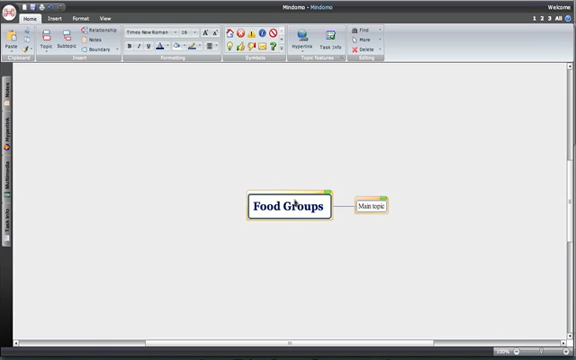 Mindomo - Mindomo
Welcome
Home Insert Format View
1 2 3 All
Paste
Topic Subtopic
Relationship
Notes
Boundary
Times New Roman 16
B I U
Hyperlink Task Info
Find
More
Delete
Clipboard Insert Formatting Symbols Topic features Editing
Notes
Hyperlink
Multimedia
Task Info
Food Groups
Main topic
100%